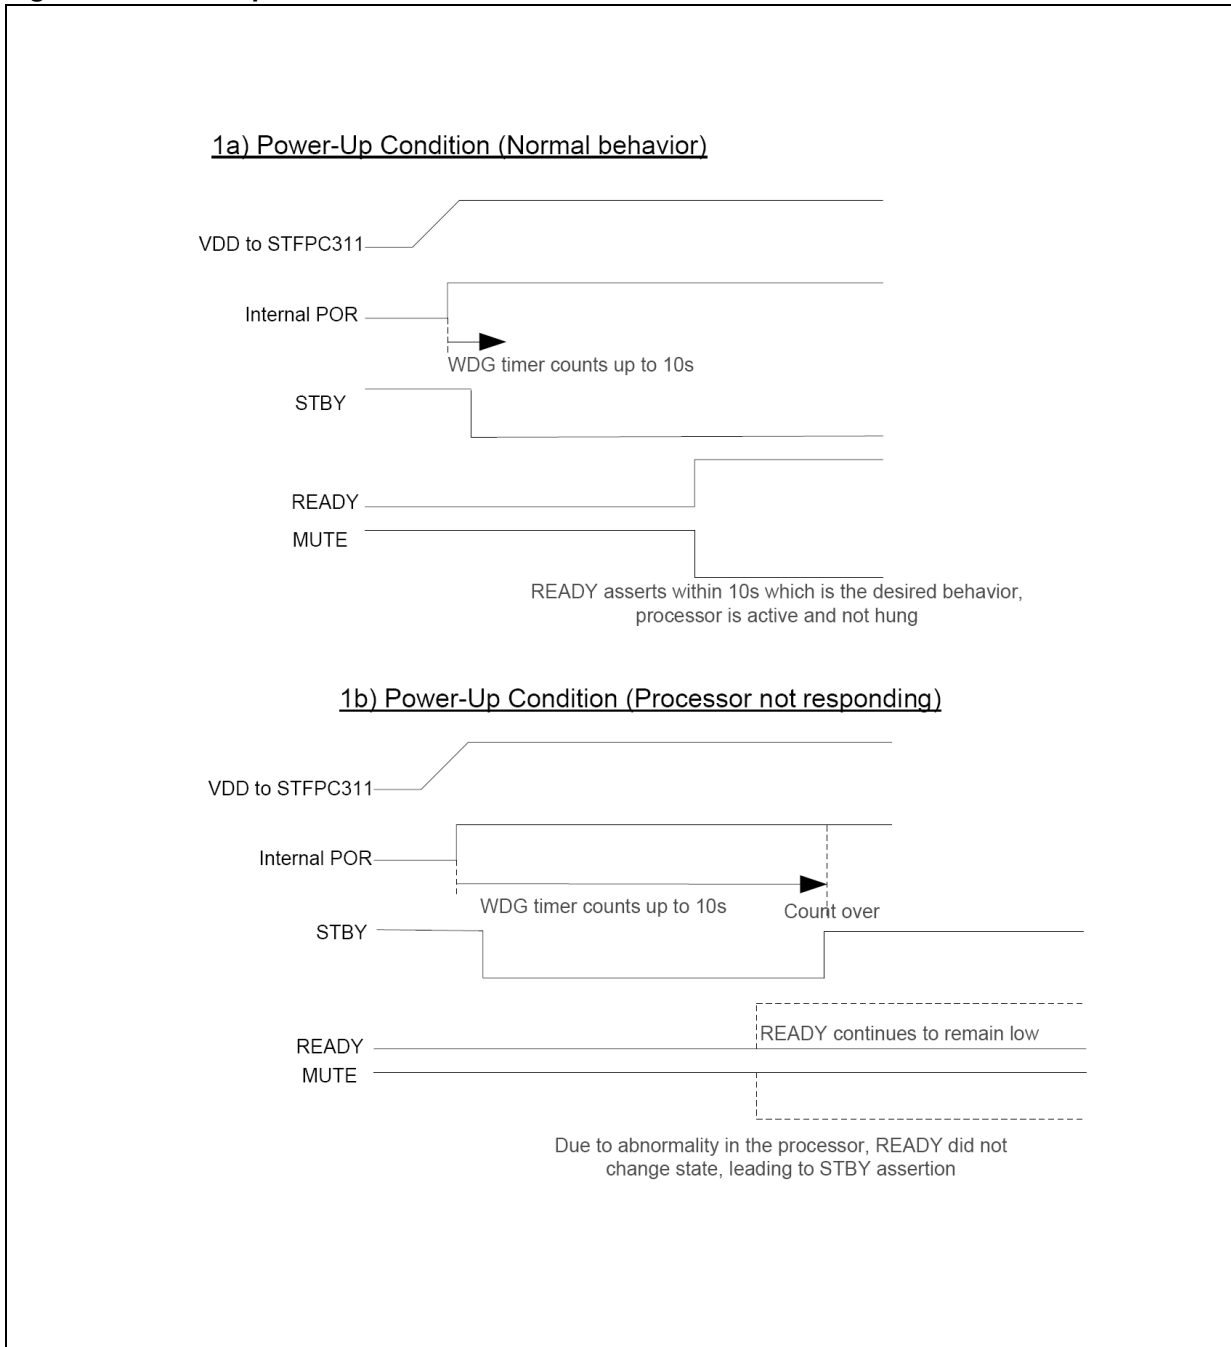 1a) Power-Up Condition (Normal behavior)
VDD to STFPC311
Internal POR
WDG timer counts up to 10s
STBY
READY
MUTE
READY asserts within 10s which is the desired behavior,
processor is active and not hung
1b) Power-Up Condition (Processor not responding)
VDD to STFPC311
Internal POR
WDG timer counts up to 10s
Count over
STBY
READY continues to remain low
READY
MUTE
Due to abnormality in the processor, READY did not
change state, leading to STBY assertion